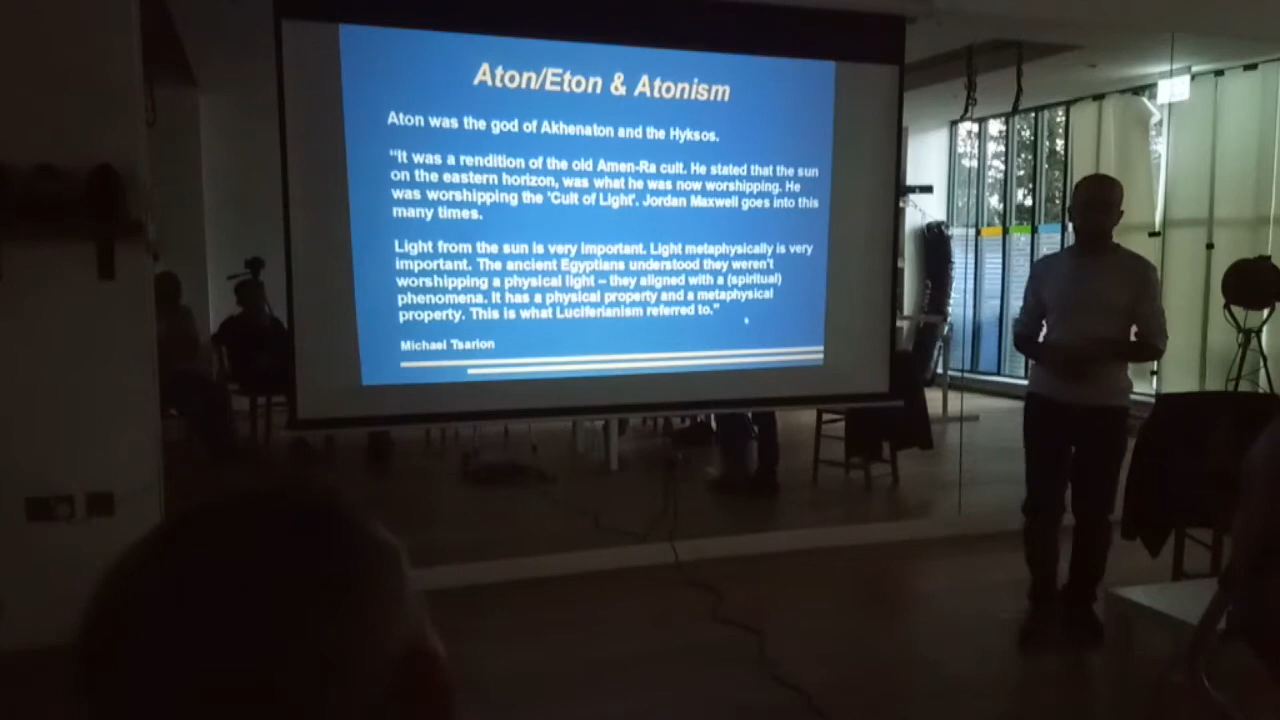 Aton/Eton & Atonism
Aton was the god of Akhenaton and the Hyksos.
“It was a rendition of the old Amen-Ra cult. He stated that the sun
on the eastern horizon, was what he was now worshipping. He
was worshipping the 'Cult of Light'. Jordan Maxwell goes into this
many times.
Light from the sun is very important. Light metaphysically is very
important. The ancient Egyptians understood they weren't
worshipping a physical light – they aligned with a (spiritual)
phenomena. It has a physical property and a metaphysical
property. This is what Luciferianism referred to.”
Michael Tsarion